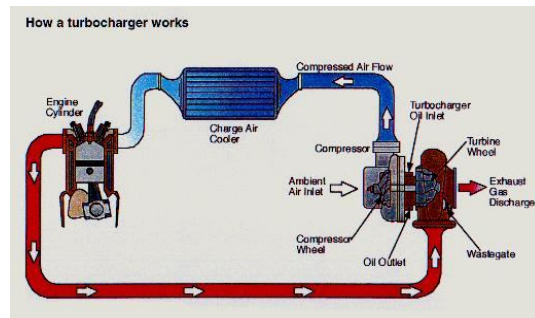 How a turbocharger works
Compressed Air Flow
Engine
Cylinder
Turbocharger
Oil Inlet
Charge Air
Cooler
Compressor
Turbine
Wheel
Ambient
Air Inlet
Exhaust
Gas
Discharge
Compressor
Wheel
Oil Outlet
Wastegate